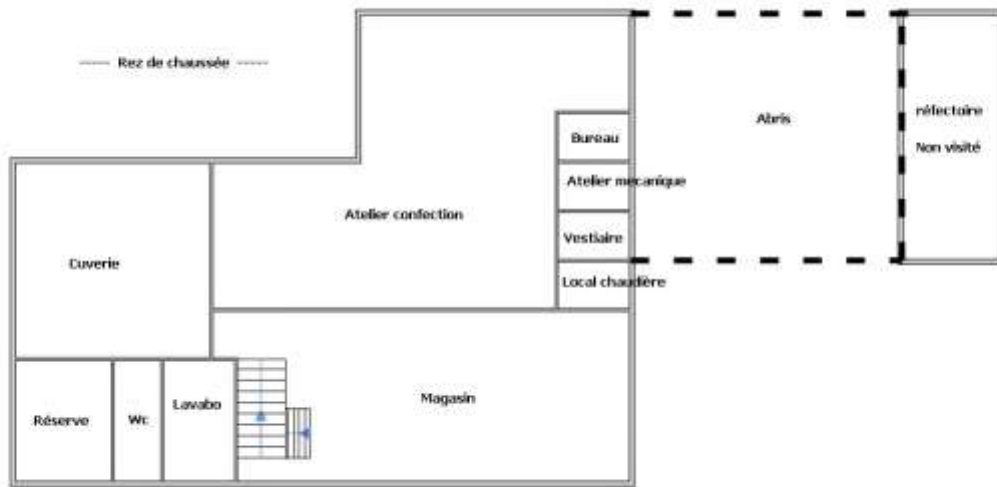 ----- Rez de chaussée ------
Abris
réfectoire
Non visité
Bureau
Atelier mecanique
Atelier confection
Vestiaire
Cuverie
Local chaudière
Réserve
Wc
Lavabo
Magasin